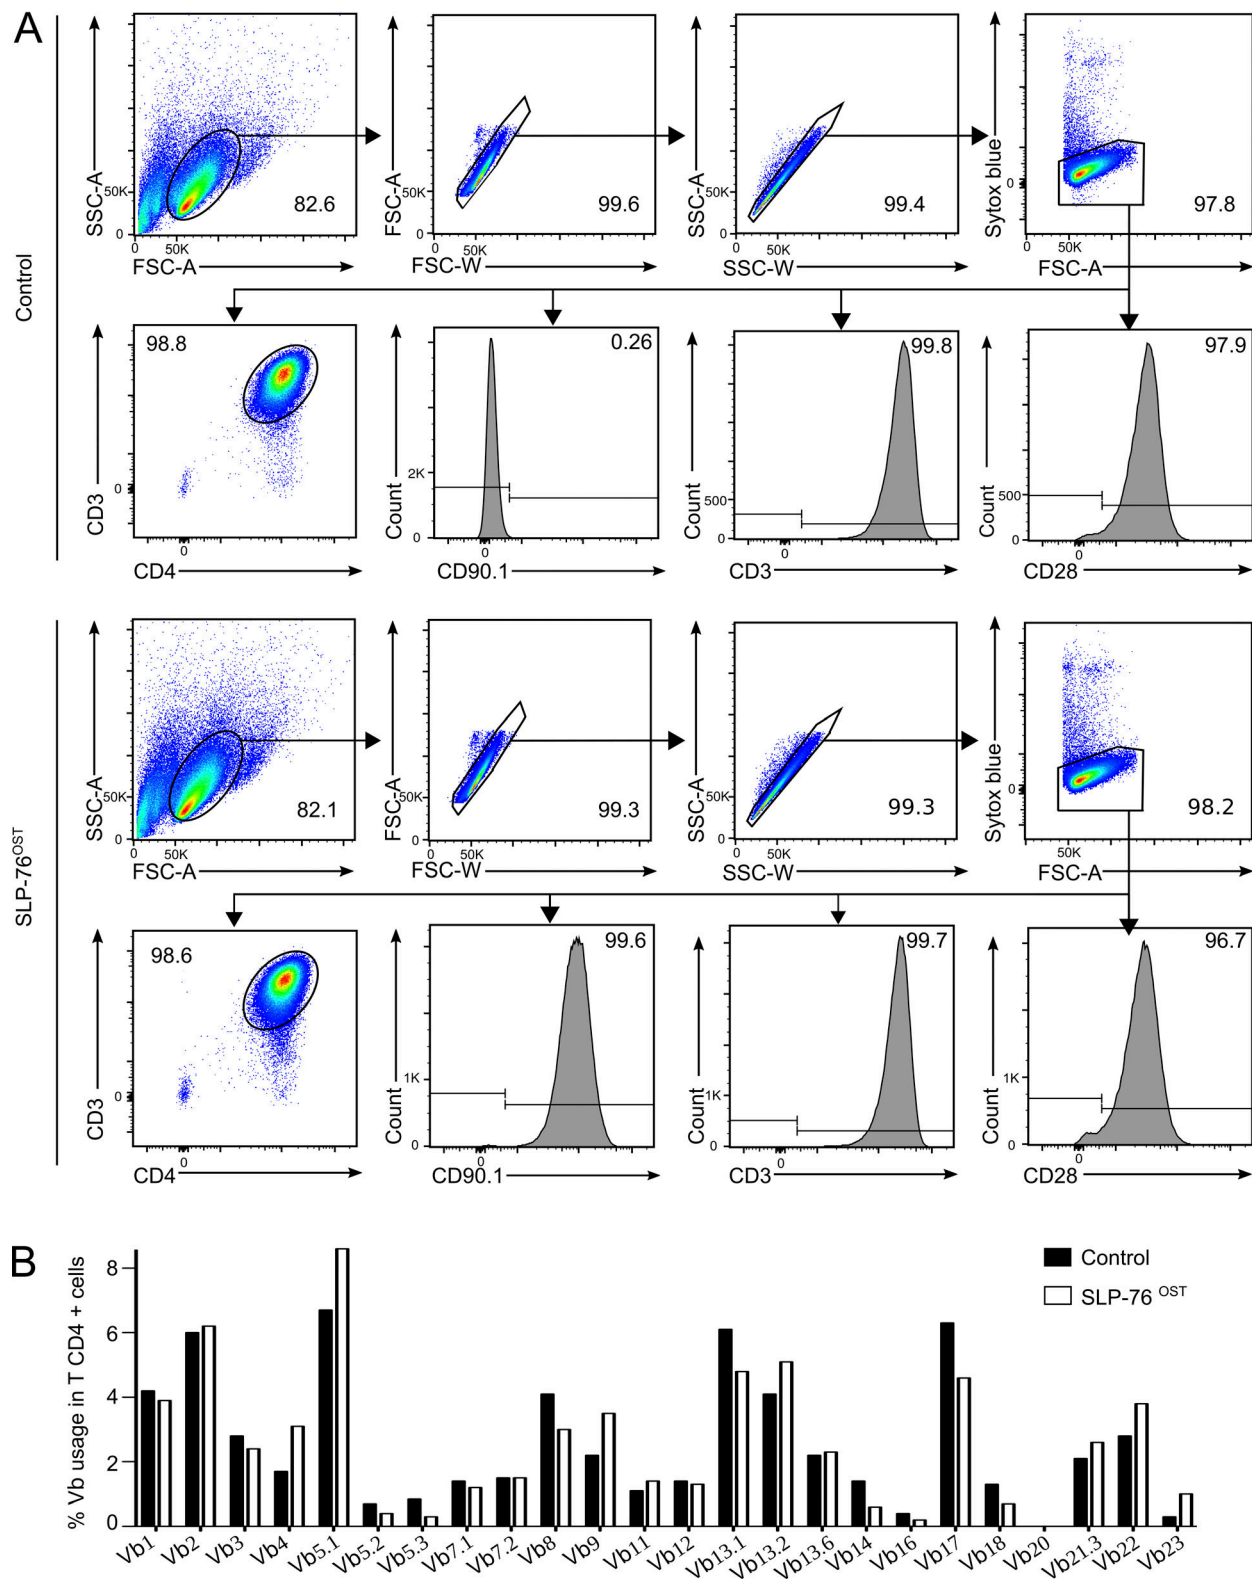 A
Control
SSC-A
50K
0
82.6
0
50K
FSC-A
FSC-A
50K
0
99.6
0
50K
FSC-W
SSC-A
50K
0
99.4
0
50K
SSC-W
Sytox blue
0
97.8
0
50K
FSC-A
98.8
CD3
0
0
CD4
0.26
Count
2K
0
0
CD90.1
99.8
Count
500
0
0
CD3
97.9
Count
500
0
0
CD28
SLP-76 OST
SSC-A
50K
0
82.1
0
50K
FSC-A
FSC-A
50K
0
99.3
0
50K
FSC-W
SSC-A
50K
0
99.3
0
50K
SSC-W
Sytox blue
0
98.2
50K
FSC-A
98.6
CD3
0
0
CD4
99.6
Count
1K
0
0
CD90.1
99.7
Count
1K
0
0
CD3
96.7
Count
1K
0
0
CD28
B
% Vb usage in T CD4 + cells
8
6
4
2
0
Control
SLP-76 OST
Vb1 Vb2 Vb3 Vb4 Vb5.1 Vb5.2 Vb5.3 Vb7.1 Vb7.2 Vb8 Vb9 Vb11 Vb12 Vb13.1 Vb13.2 Vb13.6 Vb14 Vb16 Vb17 Vb18 Vb20 Vb21.3 Vb22 Vb23